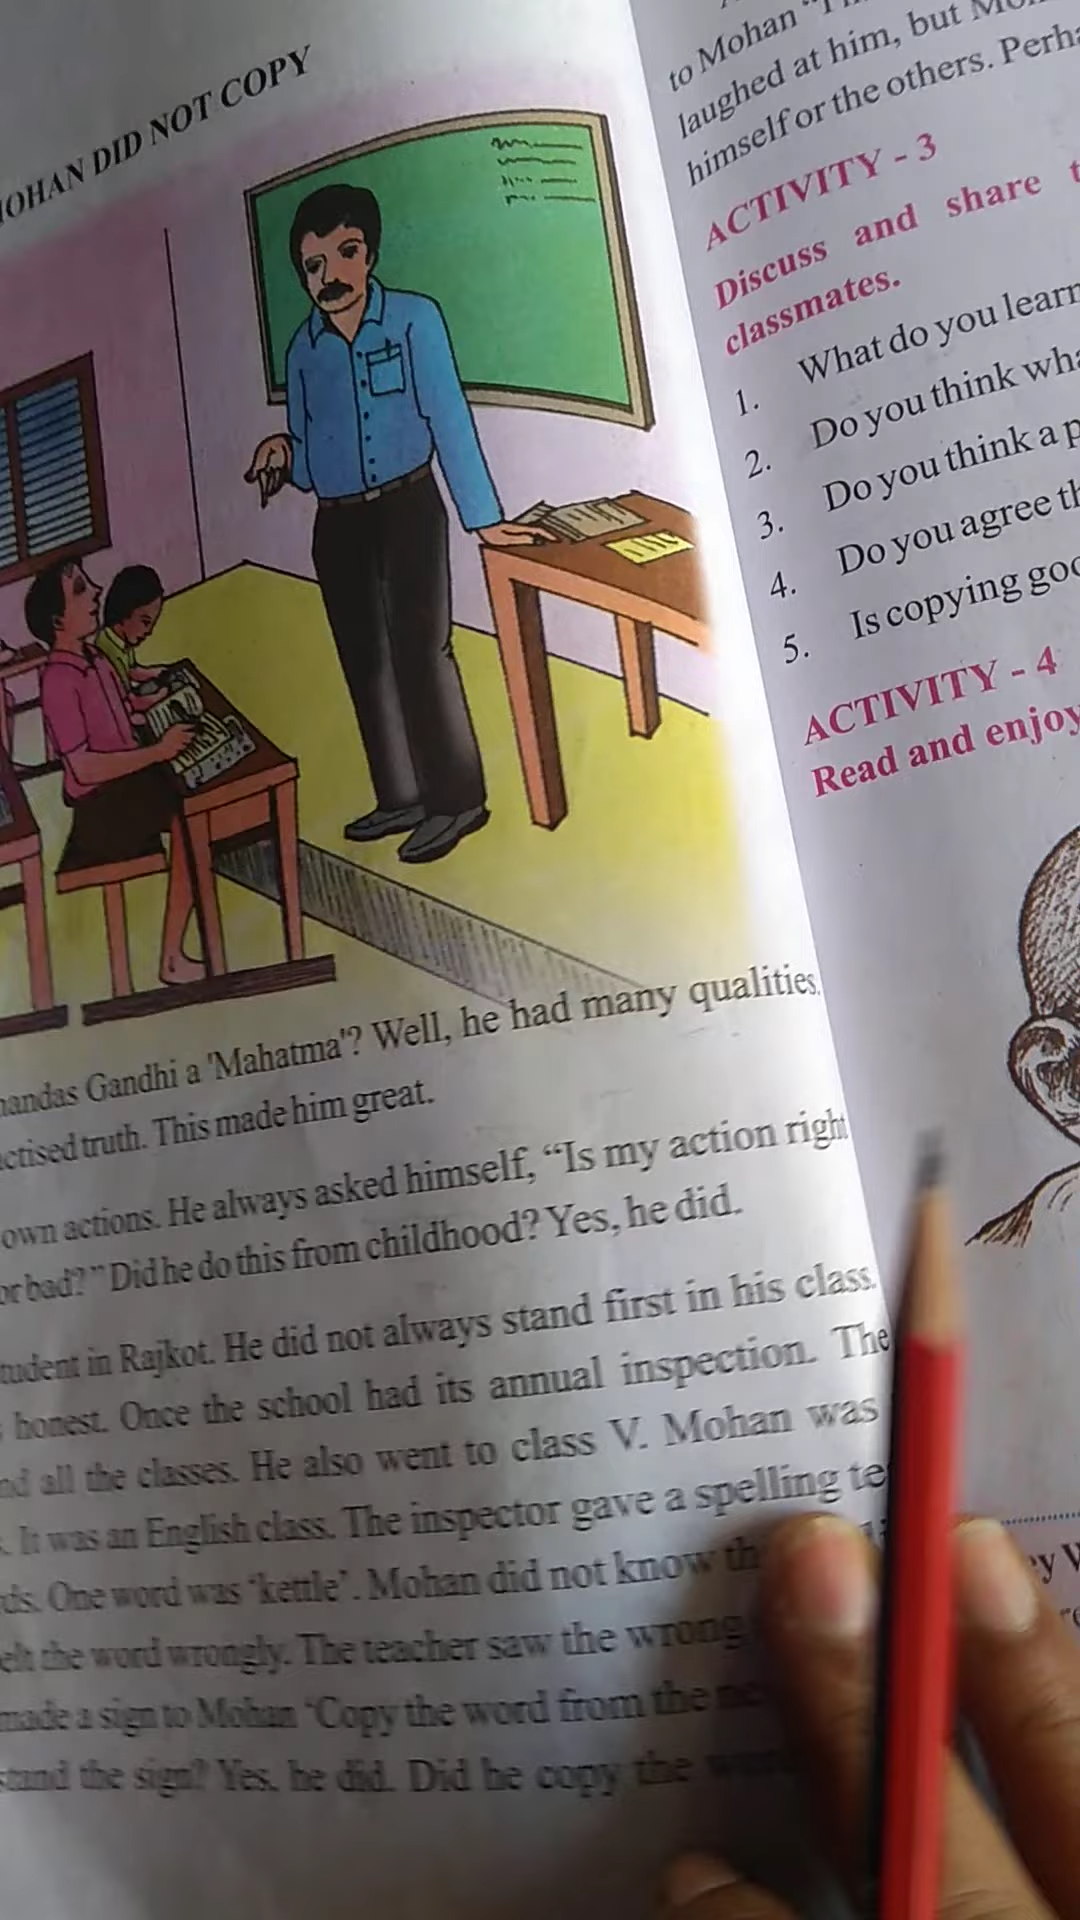 MOHAN DID NOT COPY
Gandhi a 'Mahatma'? Well, he had many qualities.
truth. This made him great.
own actions. He always asked himself, “Is my action right
or bad?” Did he do this from childhood? Yes, he did.
in Rajkot. He did not always stand first in his class.
honest. Once the school had its annual inspection. The
all the classes. He also went to class V. Mohan was
It was an English class. The inspector gave a spelling
One word was ‘kettle’. Mohan did not know
the word wrongly. The teacher saw the wrong
made a sign to Mohan ‘Copy the word from the
the sign? Yes, he did. Did he copy the
to Mohan
laughed at him, but
himself or the others.
ACTIVITY - 3
Discuss and share
classmates.
1. What do you learn
2. Do you think
3. Do you think a
4. Do you agree
5. Is copying
ACTIVITY - 4
Read and enjoy